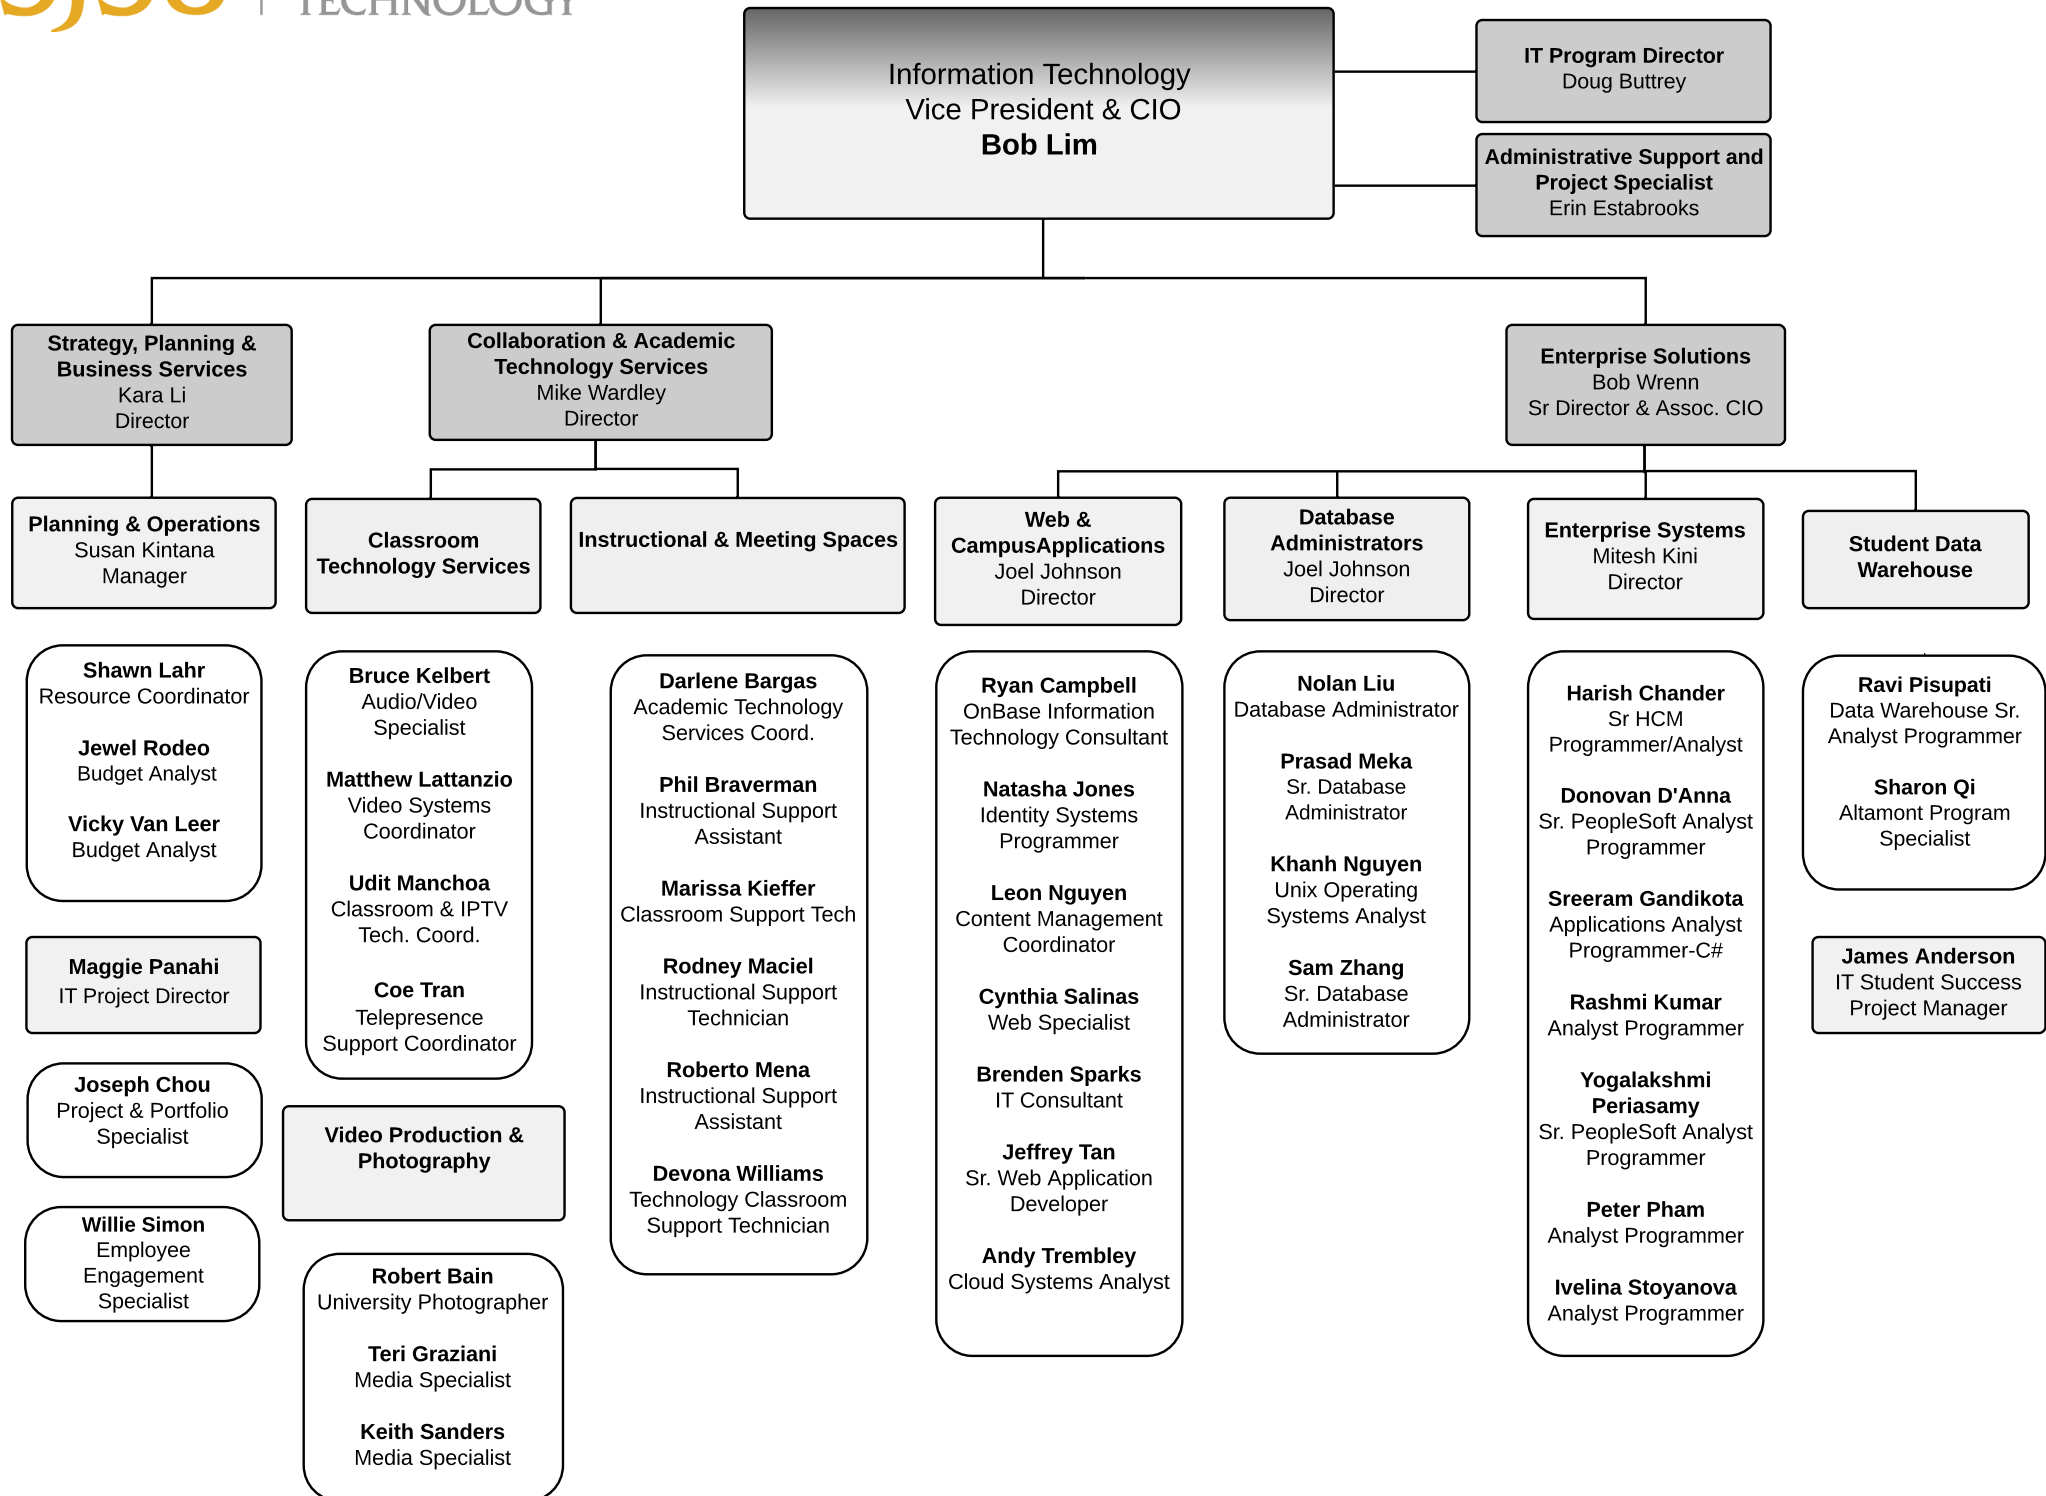 SJSU | TECHNOLOGY
Information Technology
Vice President & CIO
Bob Lim
IT Program Director
Doug Buttrey
Administrative Support and
Project Specialist
Erin Estabrooks
Strategy, Planning &
Business Services
Kara Li
Director
Collaboration & Academic
Technology Services
Mike Wardley
Director
Enterprise Solutions
Bob Wrenn
Sr Director & Assoc. CIO
Planning & Operations
Susan Kintana
Manager
Classroom
Technology Services
Instructional & Meeting Spaces
Web &
CampusApplications
Joel Johnson
Director
Database
Administrators
Joel Johnson
Director
Enterprise Systems
Mitesh Kini
Director
Student Data
Warehouse
Shawn Lahr
Resource Coordinator
Jewel Rodeo
Budget Analyst
Vicky Van Leer
Budget Analyst
Maggie Panahi
IT Project Director
Joseph Chou
Project & Portfolio
Specialist
Willie Simon
Employee
Engagement
Specialist
Bruce Kelbert
Audio/Video
Specialist
Matthew Lattanzio
Video Systems
Coordinator
Udit Manchoa
Classroom & IPTV
Tech. Coord.
Coe Tran
Telepresence
Support Coordinator
Video Production &
Photography
Robert Bain
University Photographer
Teri Graziani
Media Specialist
Keith Sanders
Media Specialist
Darlene Bargas
Academic Technology
Services Coord.
Phil Braverman
Instructional Support
Assistant
Marissa Kieffer
Classroom Support Tech
Rodney Maciel
Instructional Support
Technician
Roberto Mena
Instructional Support
Assistant
Devona Williams
Technology Classroom
Support Technician
Ryan Campbell
OnBase Information
Technology Consultant
Natasha Jones
Identity Systems
Programmer
Leon Nguyen
Content Management
Coordinator
Cynthia Salinas
Web Specialist
Brenden Sparks
IT Consultant
Jeffrey Tan
Sr. Web Application
Developer
Andy Trembley
Cloud Systems Analyst
Nolan Liu
Database Administrator
Prasad Meka
Sr. Database
Administrator
Khanh Nguyen
Unix Operating
Systems Analyst
Sam Zhang
Sr. Database
Administrator
Harish Chander
Sr HCM
Programmer/Analyst
Donovan D'Anna
Sr. PeopleSoft Analyst
Programmer
Sreeram Gandikota
Applications Analyst
Programmer-C#
Rashmi Kumar
Analyst Programmer
Yogalakshmi
Periasamy
Sr. PeopleSoft Analyst
Programmer
Peter Pham
Analyst Programmer
Ivelina Stoyanova
Analyst Programmer
Ravi Pisupati
Data Warehouse Sr.
Analyst Programmer
Sharon Qi
Altamont Program
Specialist
James Anderson
IT Student Success
Project Manager